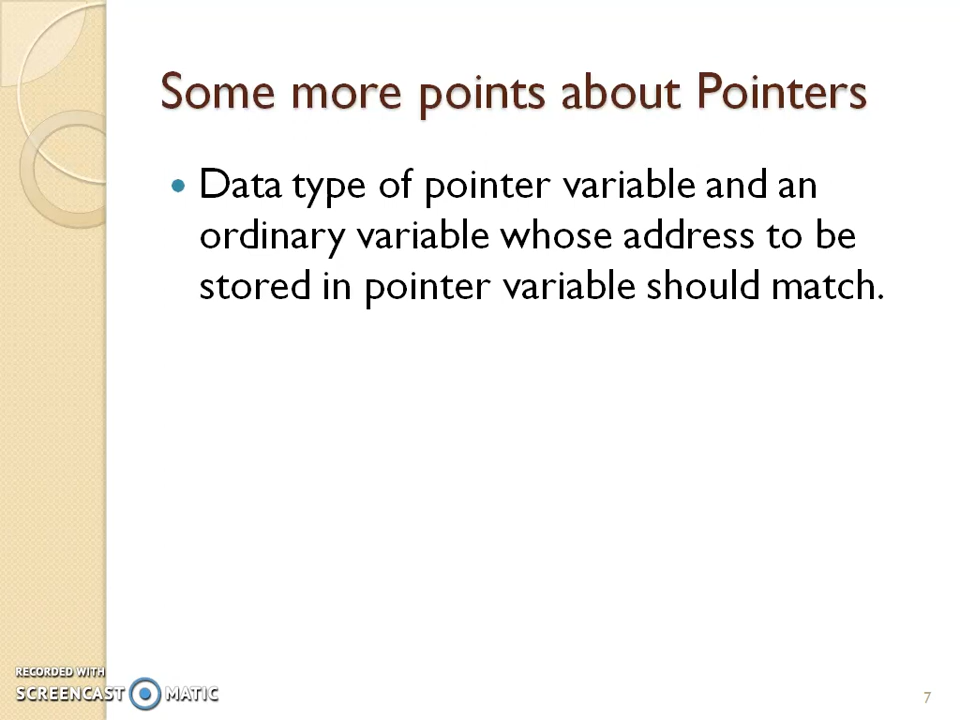 Some more points about Pointers
Data type of pointer variable and an
ordinary variable whose address to be
stored in pointer variable should match.
RECORDED WITH
SCREENCAST MATIC
7